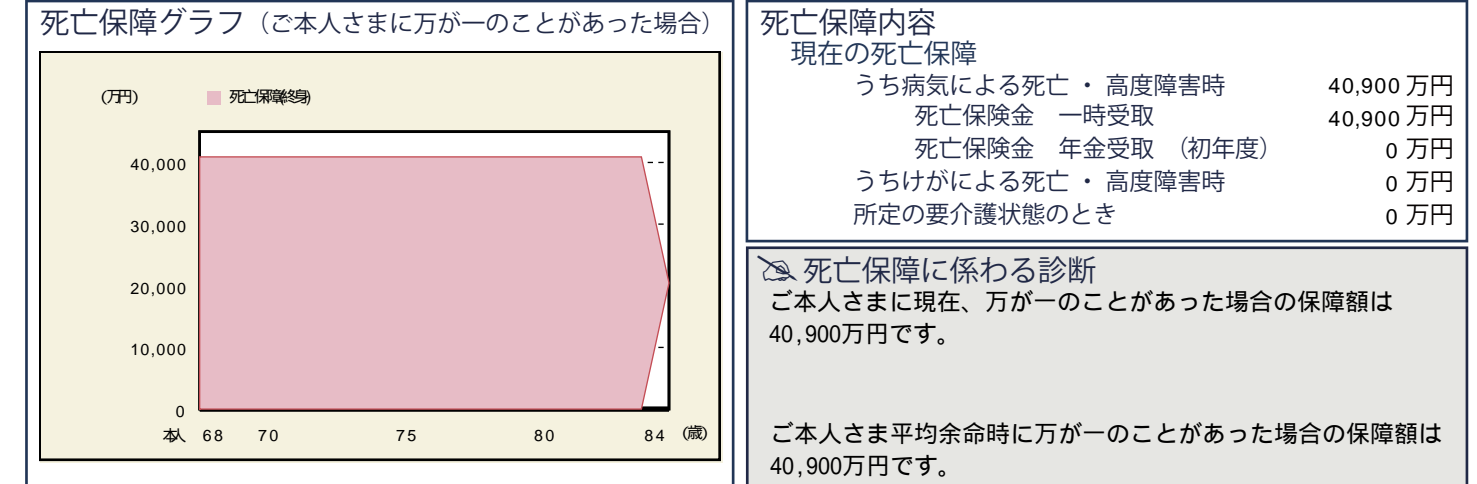 死亡保障グラフ（ご本人さまに万が一のことがあった場合）
(万円)
死亡保障(終身)
40,000
30,000
20,000
10,000
0
本人 68 70 75 80 84 (歳)
死亡保障内容
現在の死亡保障
うち病気による死亡・高度障害時 40,900 万円
死亡保険金　一時受取 40,900 万円
死亡保険金　年金受取　（初年度） 0 万円
うちけがによる死亡・高度障害時 0 万円
所定の要介護状態のとき 0 万円
死亡保障に係わる診断
ご本人さまに現在、万が一のことがあった場合の保障額は
40,900万円です。
ご本人さま平均余命時に万が一のことがあった場合の保障額は
40,900万円です。